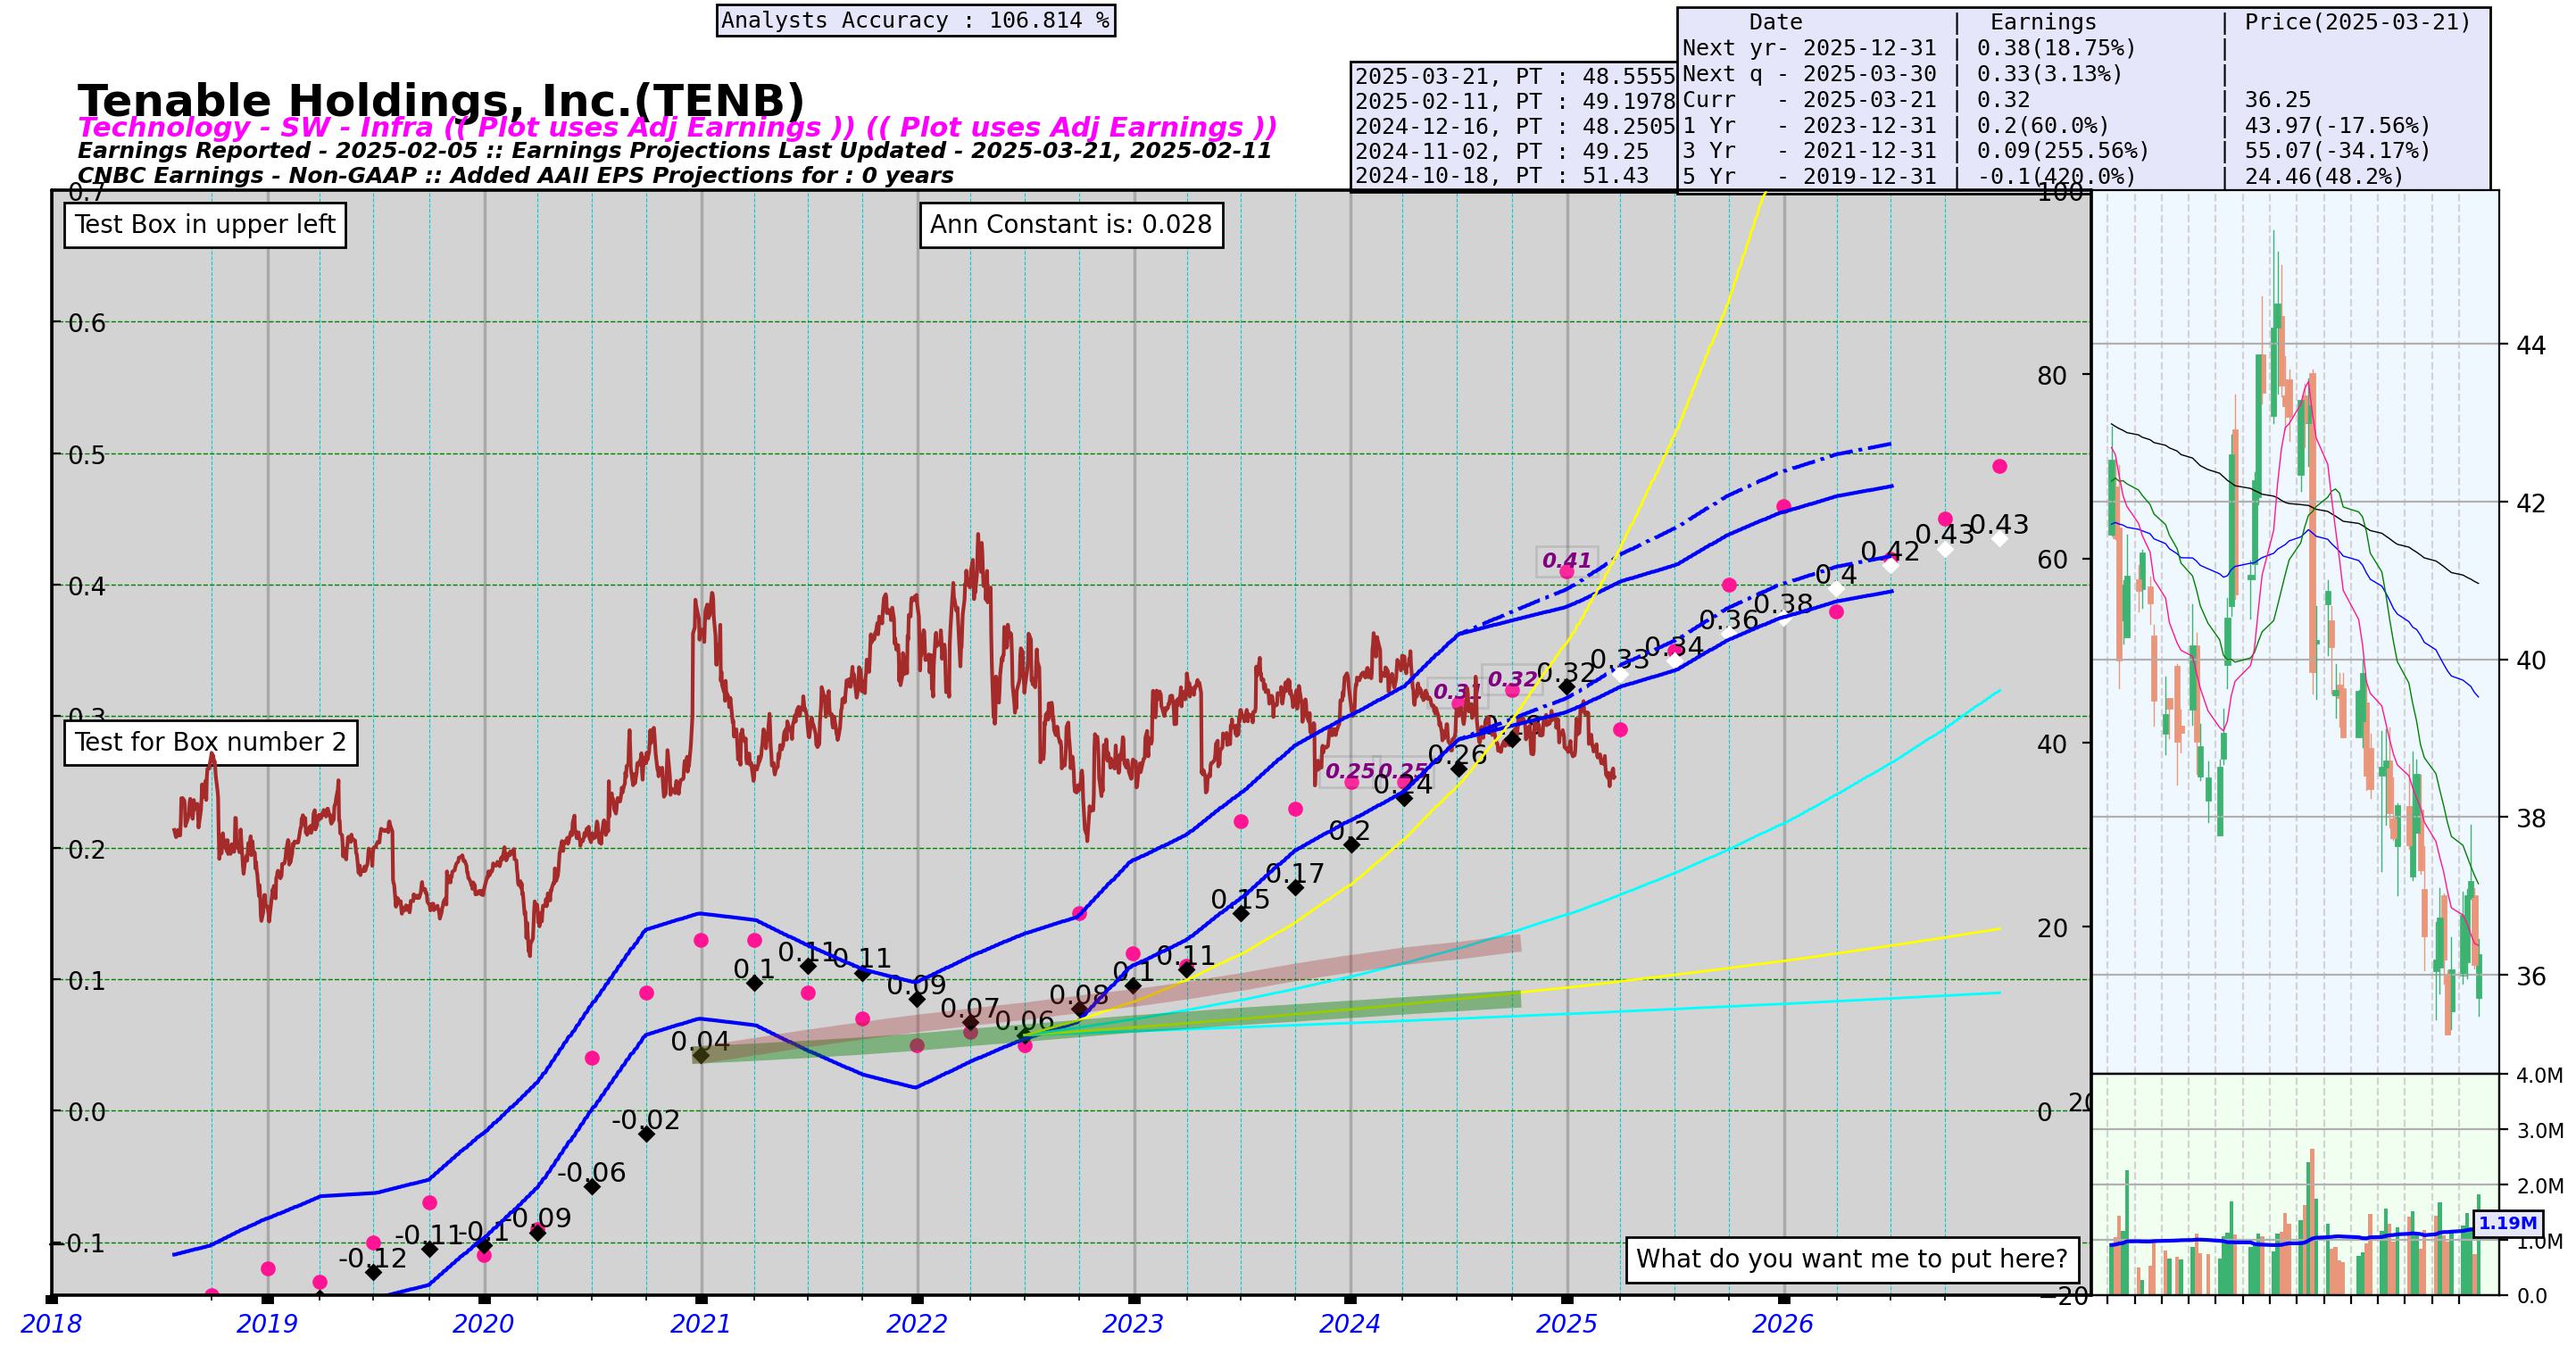 Analysts Accuracy : 106.814 %
Date | Earnings | Price(2025-03-21)
Next yr- 2025-12-31 | 0.38(18.75%) |
Next q - 2025-03-30 | 0.33(3.13%) |
Curr - 2025-03-21 | 0.32 | 36.25
1 Yr - 2023-12-31 | 0.2(60.0%) | 43.97(-17.56%)
3 Yr - 2021-12-31 | 0.09(255.56%) | 55.07(-34.17%)
5 Yr - 2019-12-31 | -0.1(420.0%) | 24.46(48.2%)
2025-03-21, PT : 48.5555
2025-02-11, PT : 49.1978
2024-12-16, PT : 48.2505
2024-11-02, PT : 49.25
2024-10-18, PT : 51.43
Tenable Holdings, Inc.(TENB)
Technology - SW - Infra (( Plot uses Adj Earnings )) (( Plot uses Adj Earnings ))
Earnings Reported - 2025-02-05 :: Earnings Projections Last Updated - 2025-03-21, 2025-02-11
CNBC Earnings - Non-GAAP :: Added AAII EPS Projections for : 0 years
Test Box in upper left
Ann Constant is: 0.028
Test for Box number 2
What do you want me to put here?
0.7
0.6
0.5
0.4
0.3
0.2
0.1
0.0
-0.1
-0.12
-0.11
-0.1
-0.09
-0.06
-0.02
0.04
0.1
0.11
0.11
0.09
0.07
0.06
0.08
0.1
0.11
0.15
0.17
0.2
0.24
0.26
0.32
0.33
0.34
0.36
0.38
0.4
0.42
0.43
0.43
0.25
0.25
0.31
0.32
0.41
100
80
60
40
20
0
−20
44
42
40
38
36
4.0M
3.0M
2.0M
1.0M
0.0
1.19M
2018
2019
2020
2021
2022
2023
2024
2025
2026